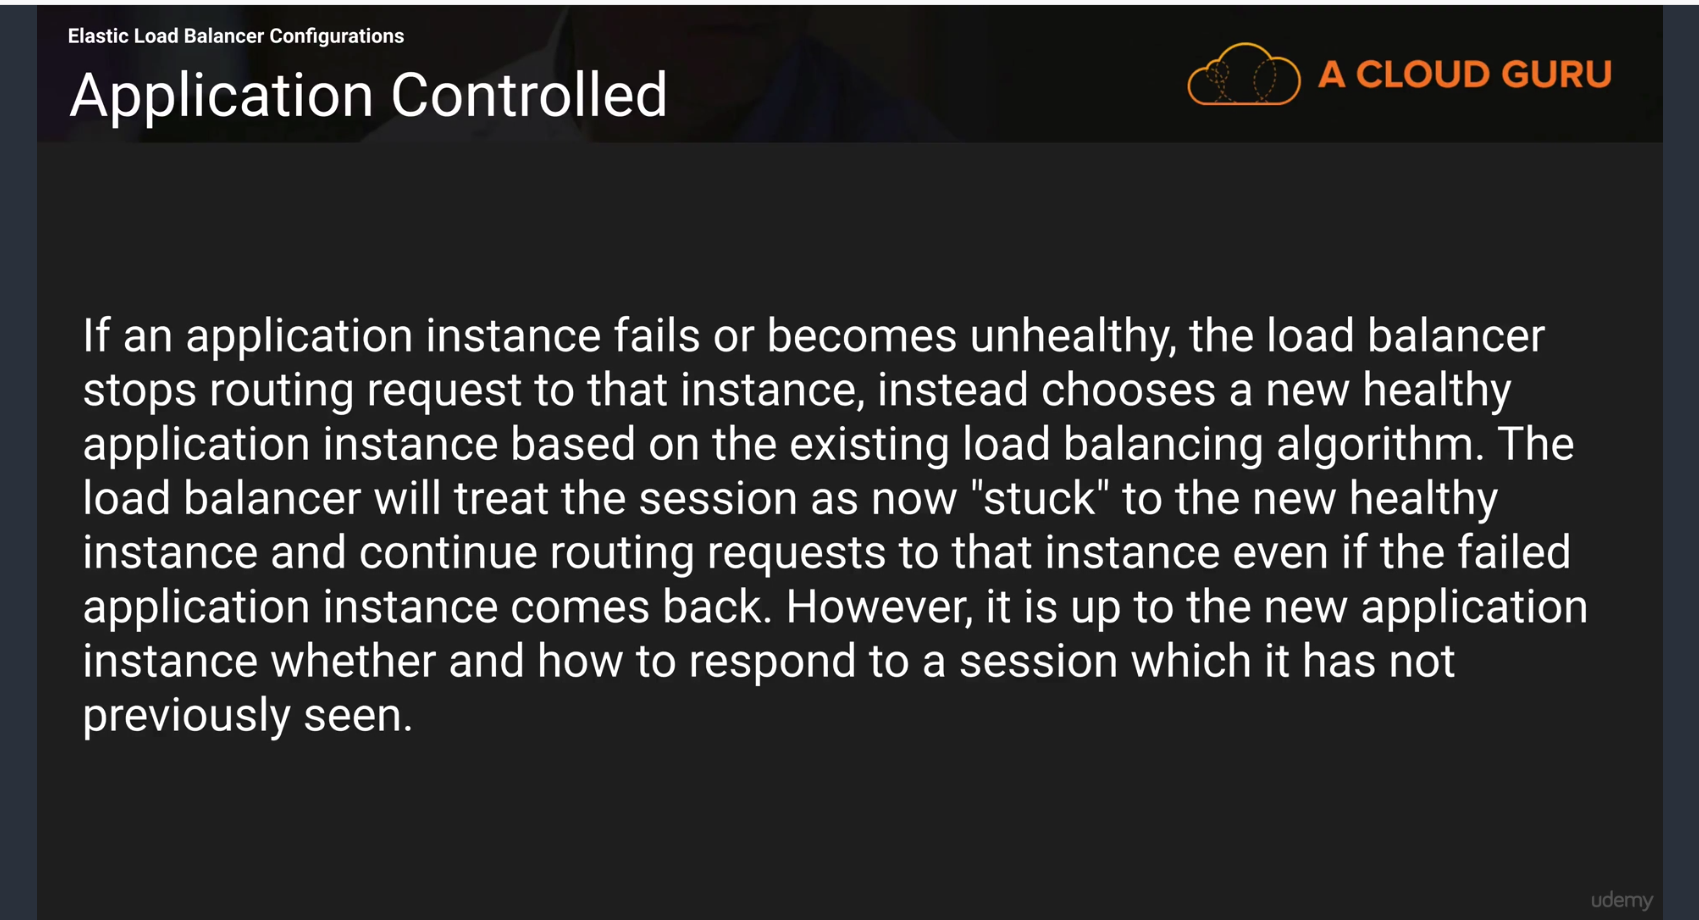 Elastic Load Balancer Configurations
Application Controlled
A CLOUD GURU
If an application instance fails or becomes unhealthy, the load balancer
stops routing request to that instance, instead chooses a new healthy
application instance based on the existing load balancing algorithm. The
load balancer will treat the session as now "stuck" to the new healthy
instance and continue routing requests to that instance even if the failed
application instance comes back. However, it is up to the new application
instance whether and how to respond to a session which it has not
previously seen.
udemy